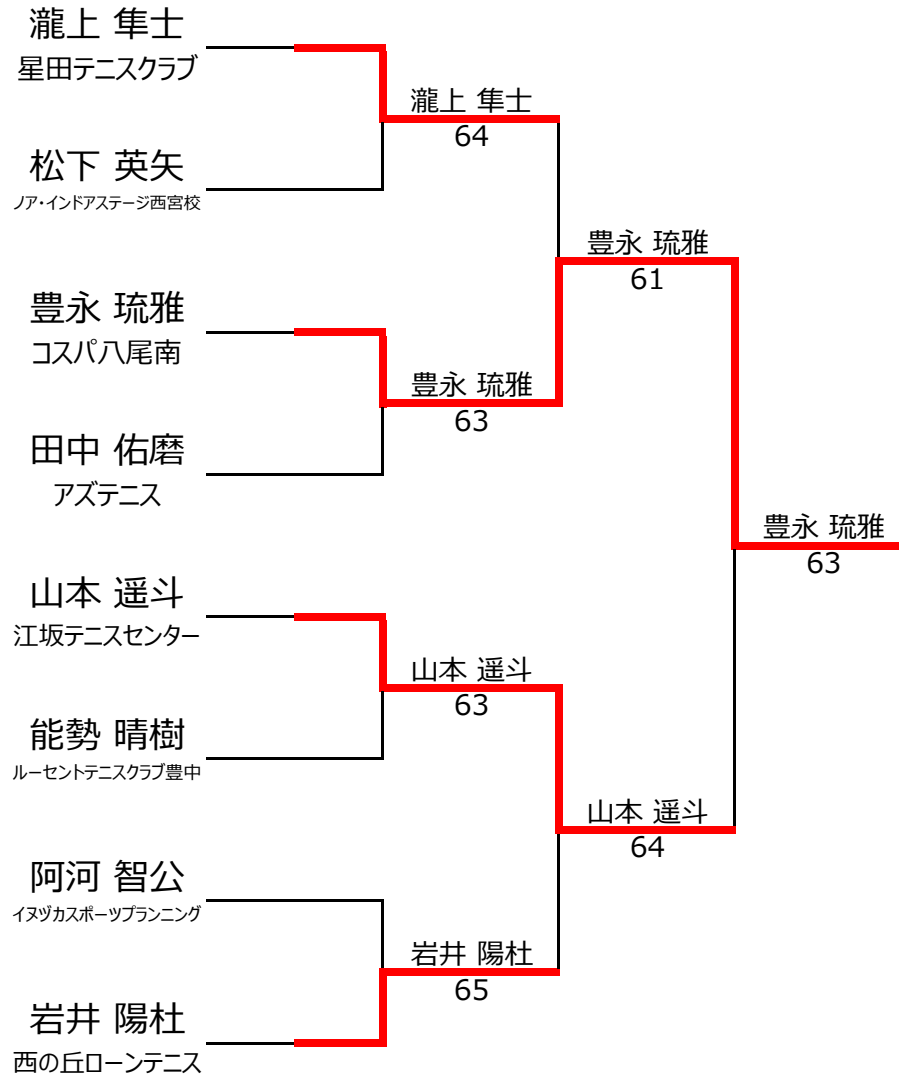 瀧上 隼士
星田テニスクラブ
瀧上 隼士
64
松下 英矢
ノア・インドアステージ西宮校
豊永 琉雅
61
豊永 琉雅
コスパ八尾南
豊永 琉雅
63
田中 佑磨
アズテニス
豊永 琉雅
63
山本 遥斗
江坂テニスセンター
山本 遥斗
63
能勢 晴樹
ルーセントテニスクラブ豊中
山本 遥斗
64
阿河 智公
イヌヅカスポーツプランニング
岩井 陽杜
65
岩井 陽杜
西の丘ローンテニス